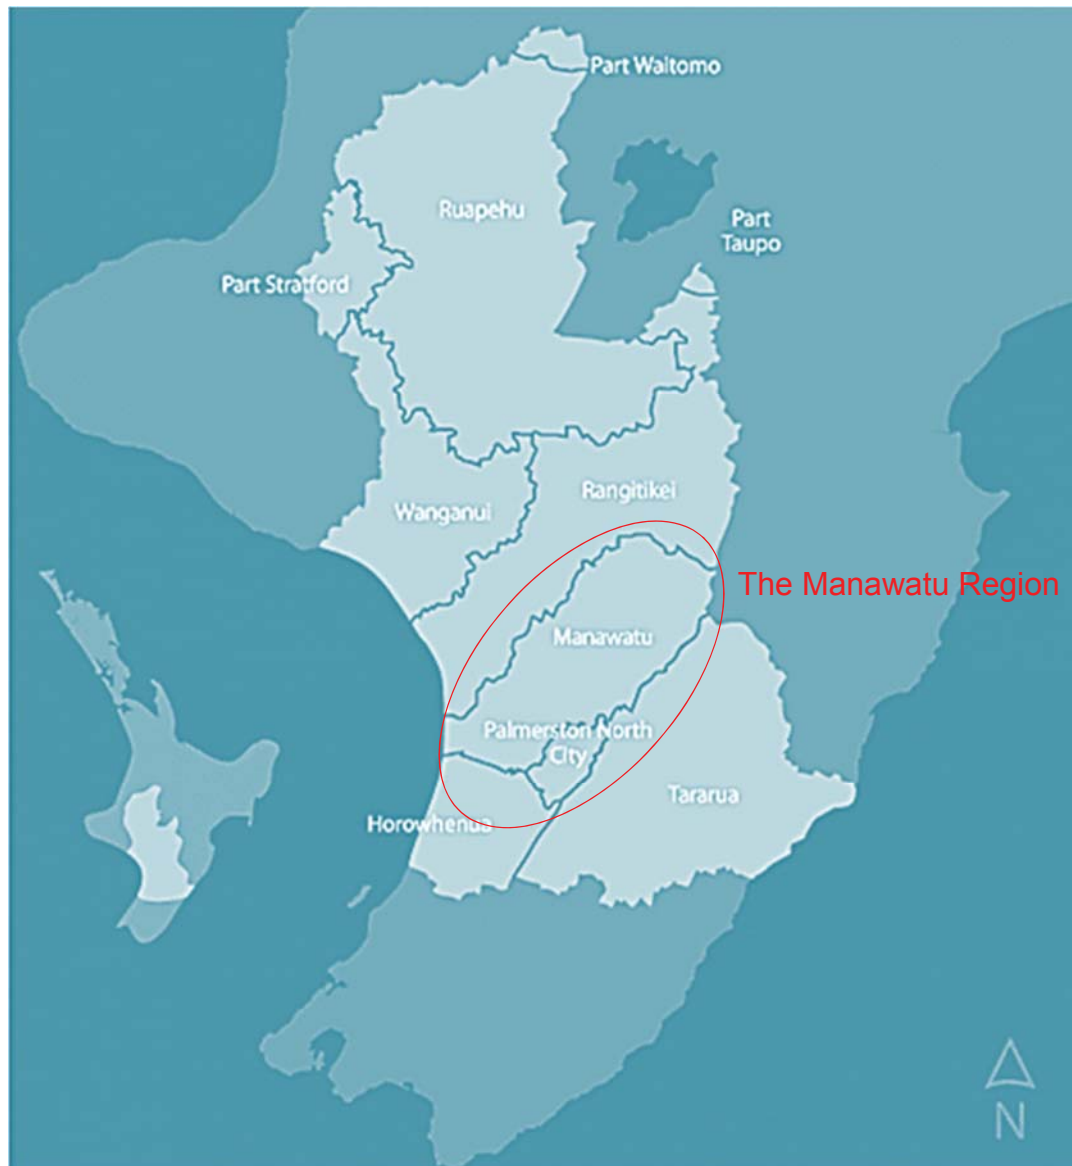 Part Waitomo
Ruapehu
Part
Taupo
Part Stratford
Rangitikei
Wanganui
The Manawatu Region
Manawatu
Palmerston North
City
Tararua
Horowhenua
N